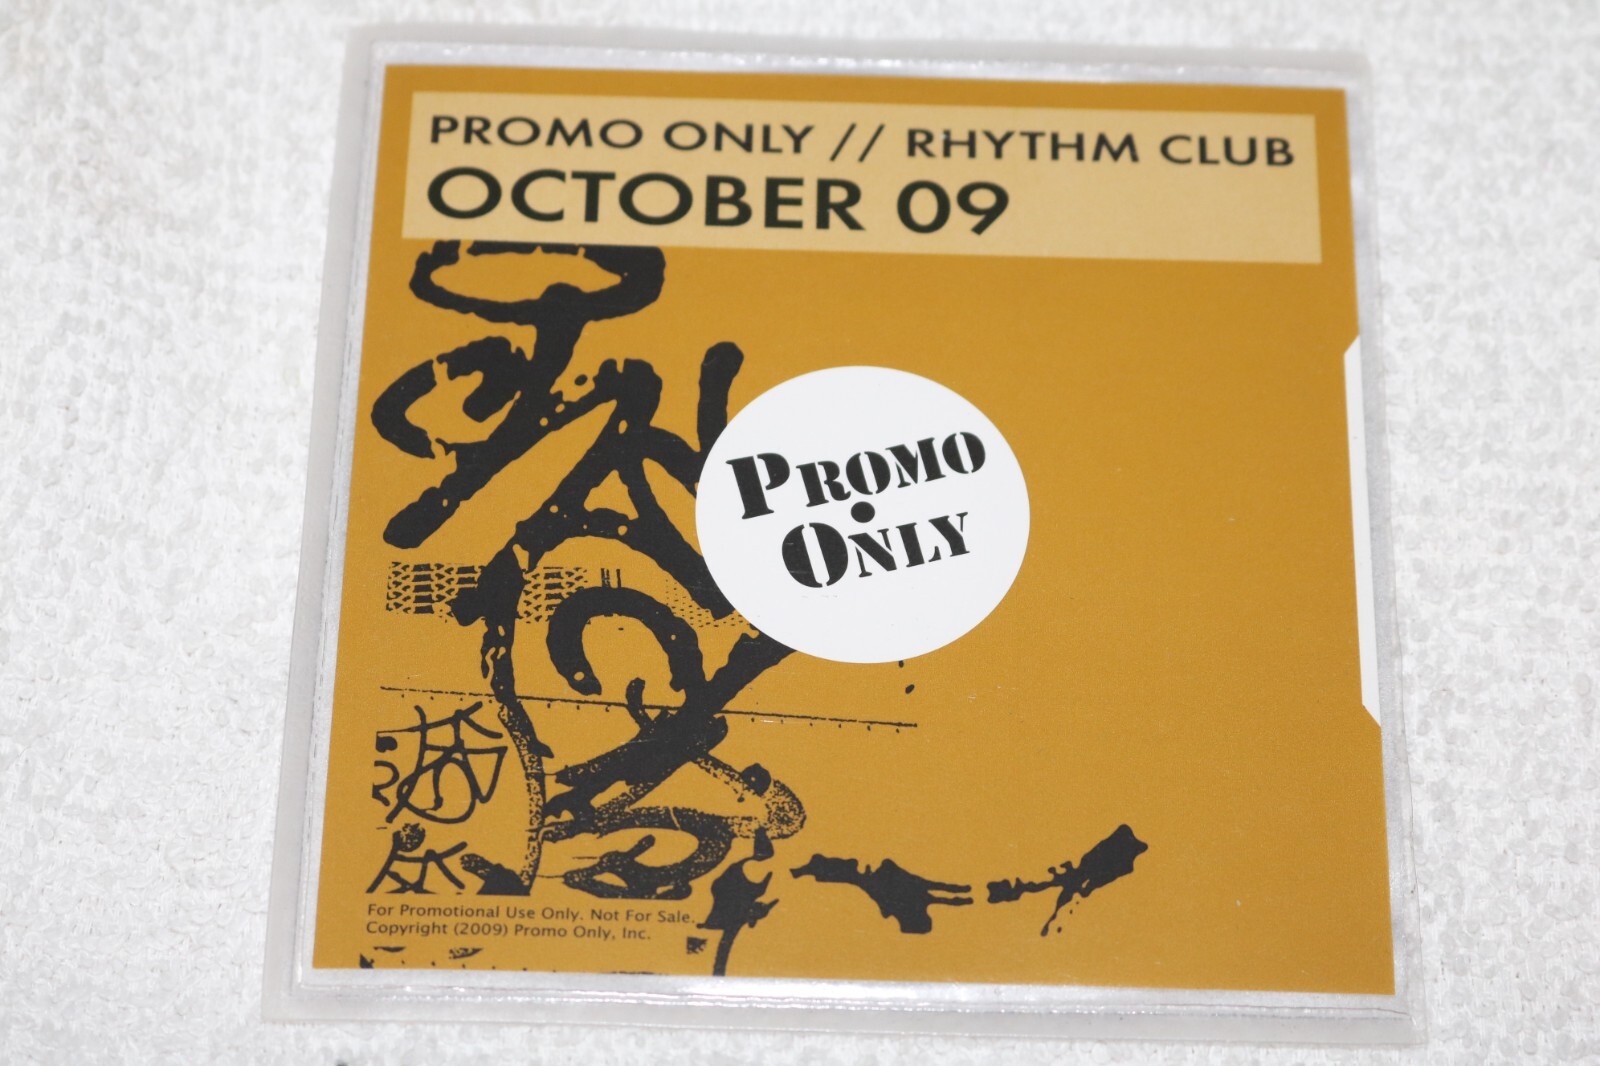 PROMO ONLY // RHYTHM CLUB
OCTOBER 09
PROMO
ONLY
For Promotional Use Only. Not For Sale.
Copyright (2009) Promo Only, Inc.